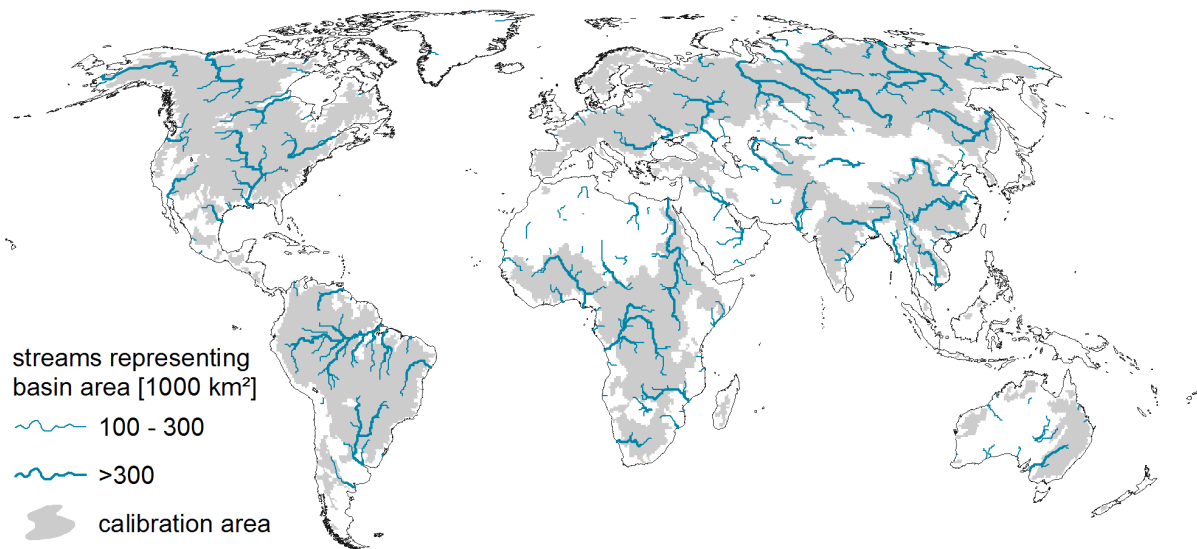 streams representing
basin area [1000 km²]
100 - 300
>300
calibration area